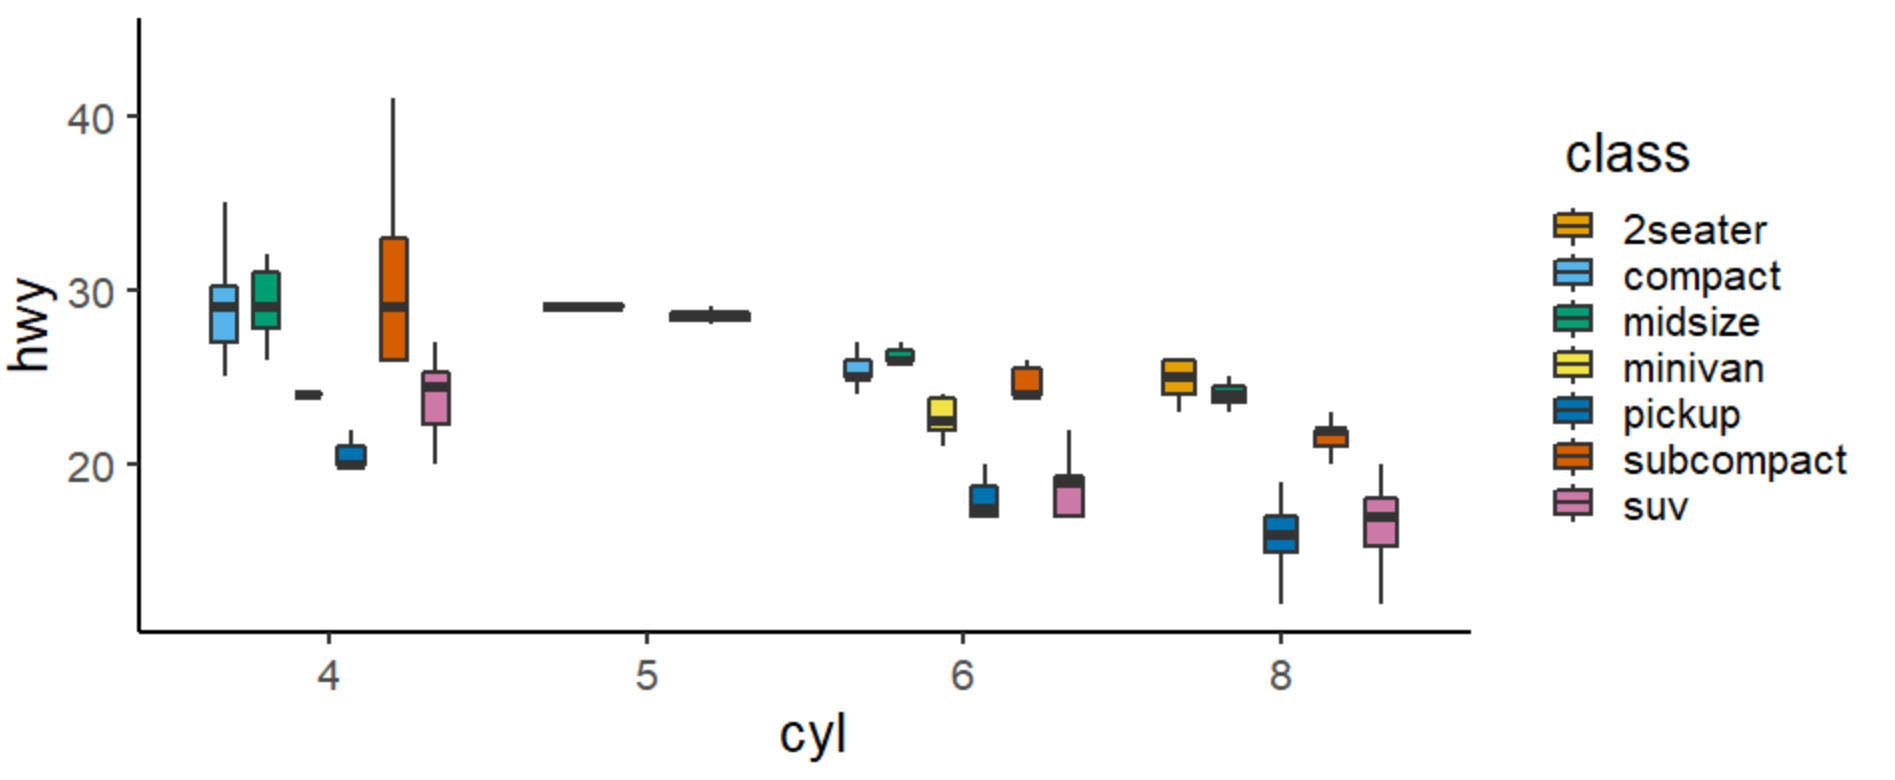 hwy
40
30
20
4 5 6 8
cyl
class
2seater
compact
midsize
minivan
pickup
subcompact
suv